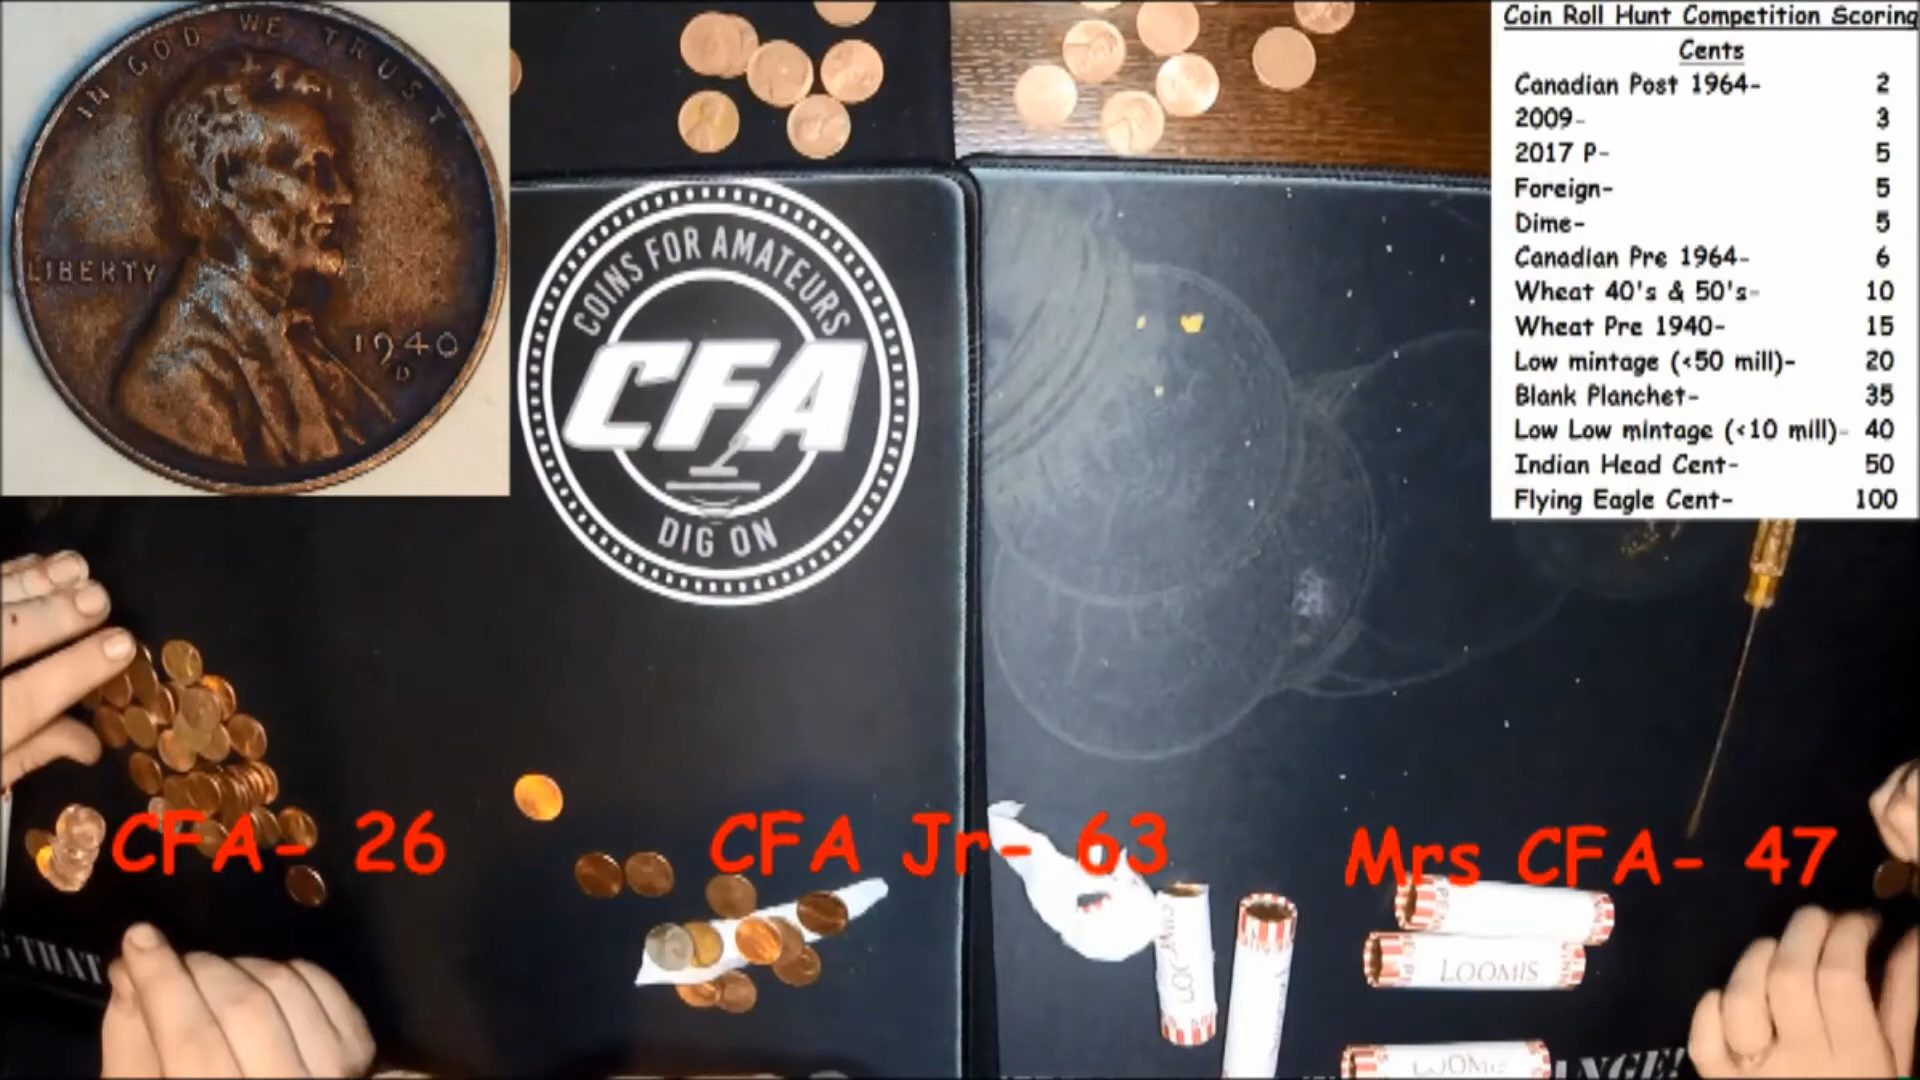 IN GOD WE TRUST
LIBERTY
1940
D
COINS FOR AMATEURS
CFA
DIG ON
Coin Roll Hunt Competition Scoring
Cents
Canadian Post 1964- 2
2009- 3
2017 P- 5
Foreign- 5
Dime- 5
Canadian Pre 1964- 6
Wheat 40's & 50's- 10
Wheat Pre 1940- 15
Low mintage (<50 mill)- 20
Blank Planchet- 35
Low Low mintage (<10 mill)- 40
Indian Head Cent- 50
Flying Eagle Cent- 100
CFA- 26
CFA Jr- 63
Mrs CFA- 47
LOOMIS
LOOMIS
THAT